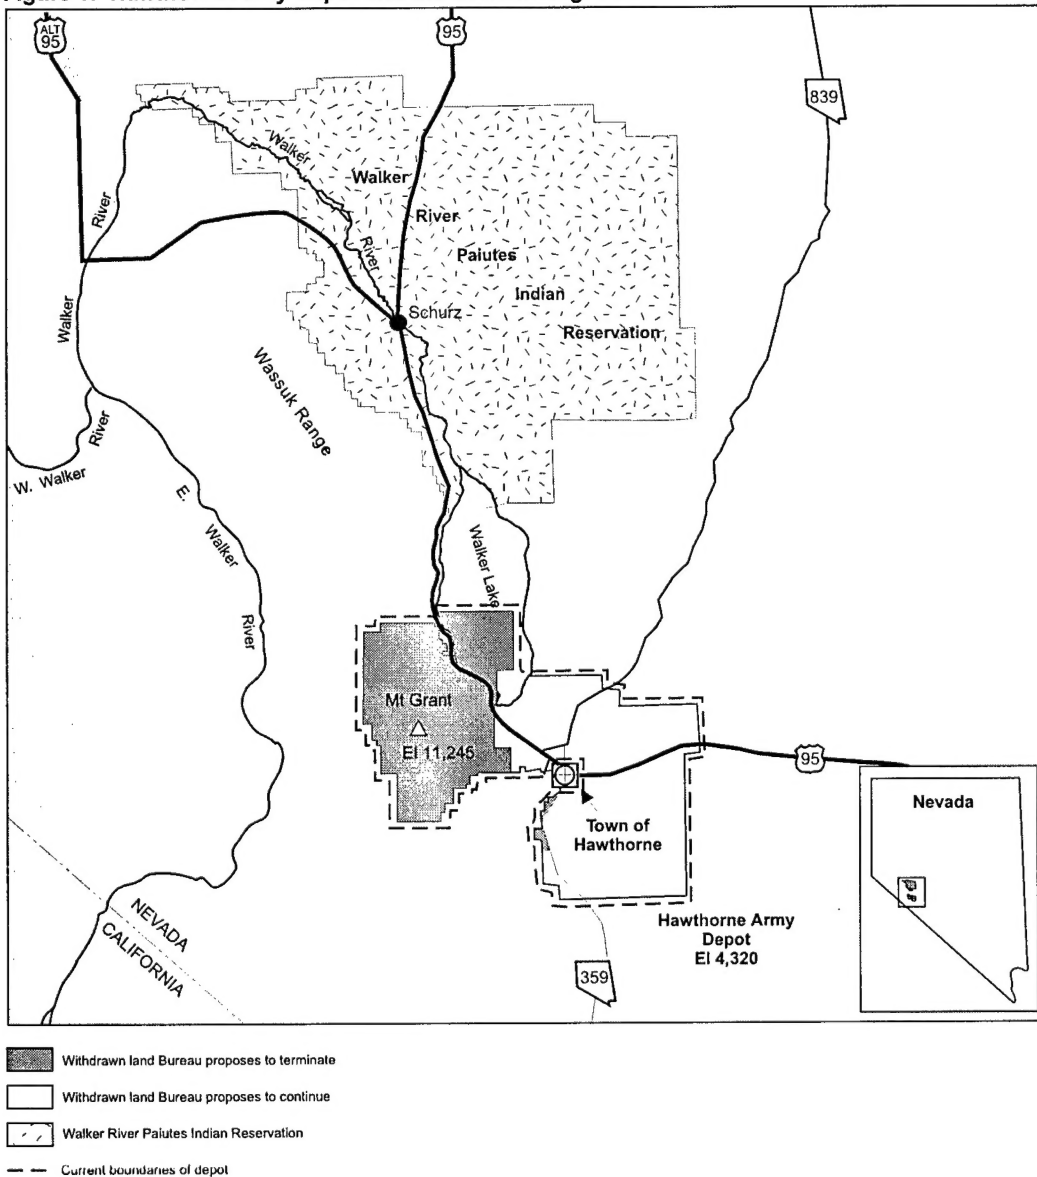 ALT
95
95
839
Walker
River
Walker
River
Paiutes
Indian
Reservation
River
Walker
Schurz
Wassuk Range
River
W. Walker
E.
Walker
River
Walker Lake
Mt Grant
El 11,245
95
Town of
Hawthorne
Nevada
NEVADA
CALIFORNIA
Hawthorne Army
Depot
El 4,320
359
Withdrawn land Bureau proposes to terminate
Withdrawn land Bureau proposes to continue
Walker River Paiutes Indian Reservation
Current boundaries of depot